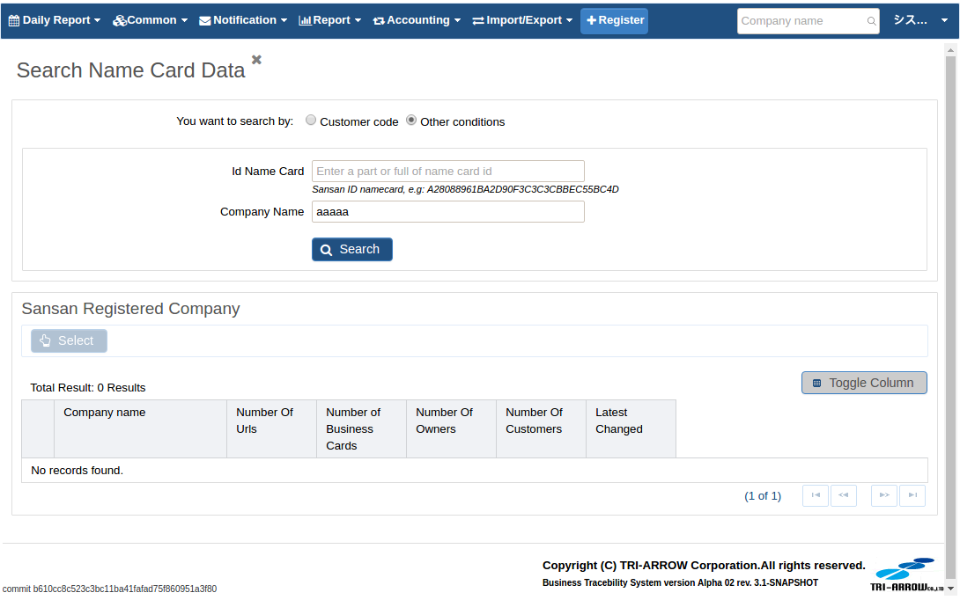 Daily Report Common Notification Report Accounting Import/Export Register Company name シス...
Search Name Card Data
You want to search by: Customer code Other conditions
Id Name Card Enter a part or full of name card id
Sansan ID namecard, e.g: A28088961BA2D90F3C3C3CBBEC55BC4D
Company Name aaaaa
Search
Sansan Registered Company
Select
Total Result: 0 Results
Toggle Column
Company name Number Of Urls Number of Business Cards Number Of Owners Number Of Customers Latest Changed
No records found.
(1 of 1)
Copyright (C) TRI-ARROW Corporation.All rights reserved.
Business Tracebility System version Alpha 02 rev. 3.1-SNAPSHOT
TRI-ARROW CO.,LTD
commit b610cc8c523c3bc11ba41fafad75f860951a3f80